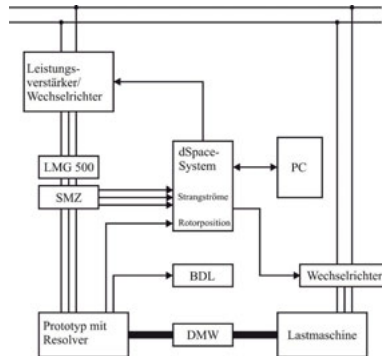 Leistungs-
verstärker/
Wechselrichter
LMG 500
SMZ
dSpace-
System
Strangströme
Rotorposition
PC
BDL
Wechselrichter
Prototyp mit
Resolver
DMW
Lastmaschine